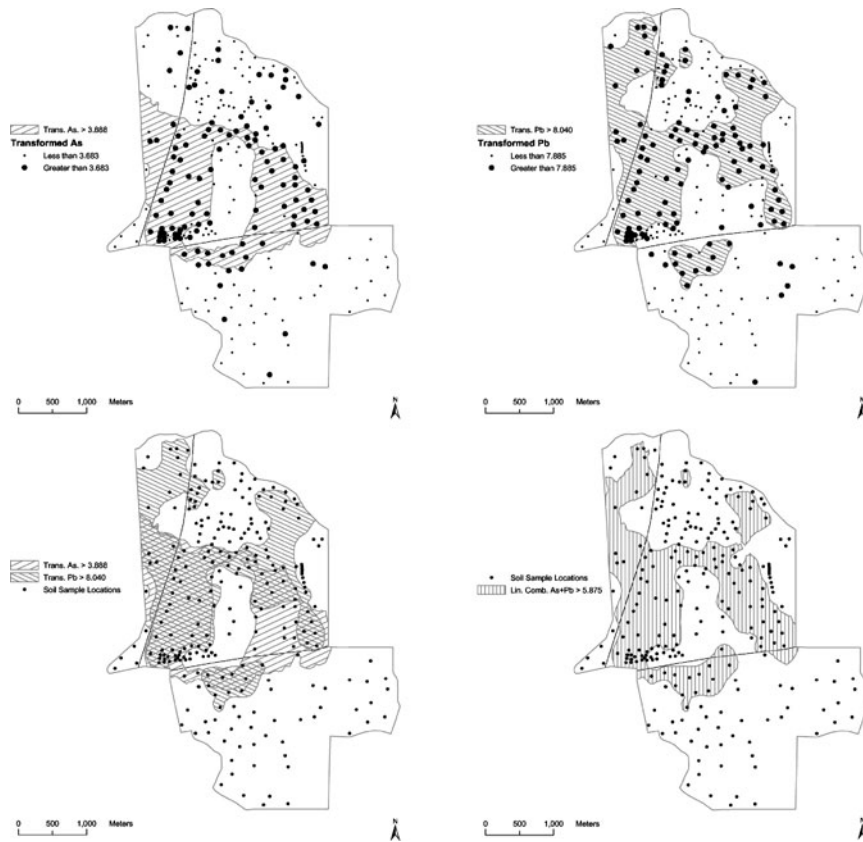 Trans. As. > 3.888
Transformed As
Less than 3.683
Greater than 3.683
0 500 1,000 Meters
N
Trans. Pb > 8.040
Transformed Pb
Less than 7.885
Greater than 7.885
0 500 1,000 Meters
N
Trans. As. > 3.888
Trans. Pb > 8.040
Soil Sample Locations
0 500 1,000 Meters
N
Soil Sample Locations
Lin. Comb. As+Pb > 5.875
0 500 1,000 Meters
N